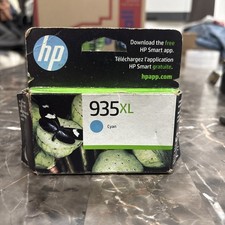 hp
Download the free
HP Smart app.
Téléchargez l'application
HP Smart gratuite.
hpapp.com
935XL
Cyan